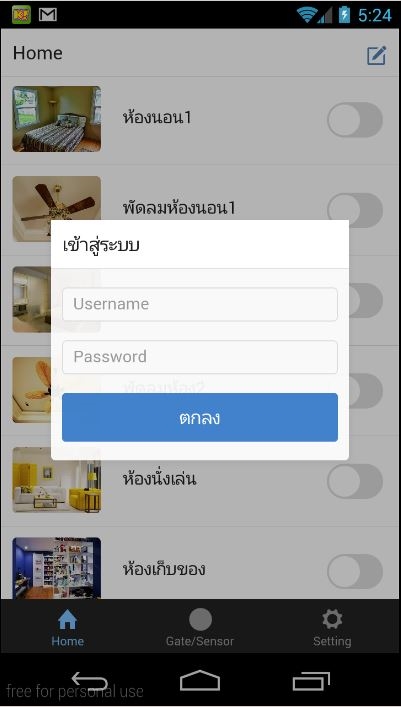 5:24
Home
ห้องนอน1
พัดลมห้องนอน1
เข้าสู่ระบบ
Username
Password
พัดลมห้อง2
ตกลง
ห้องนั่งเล่น
ห้องเก็บของ
Home
Gate/Sensor
Setting
free for personal use